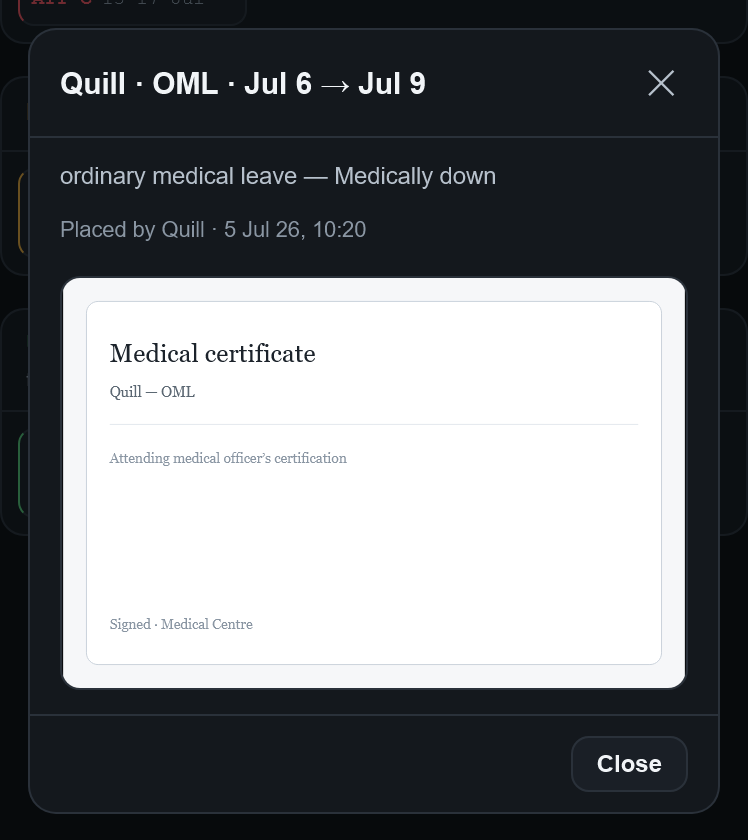 Quill · OML · Jul 6 → Jul 9
ordinary medical leave — Medically down
Placed by Quill · 5 Jul 26, 10:20
Medical certificate
Quill — OML
Attending medical officer's certification
Signed · Medical Centre
Close